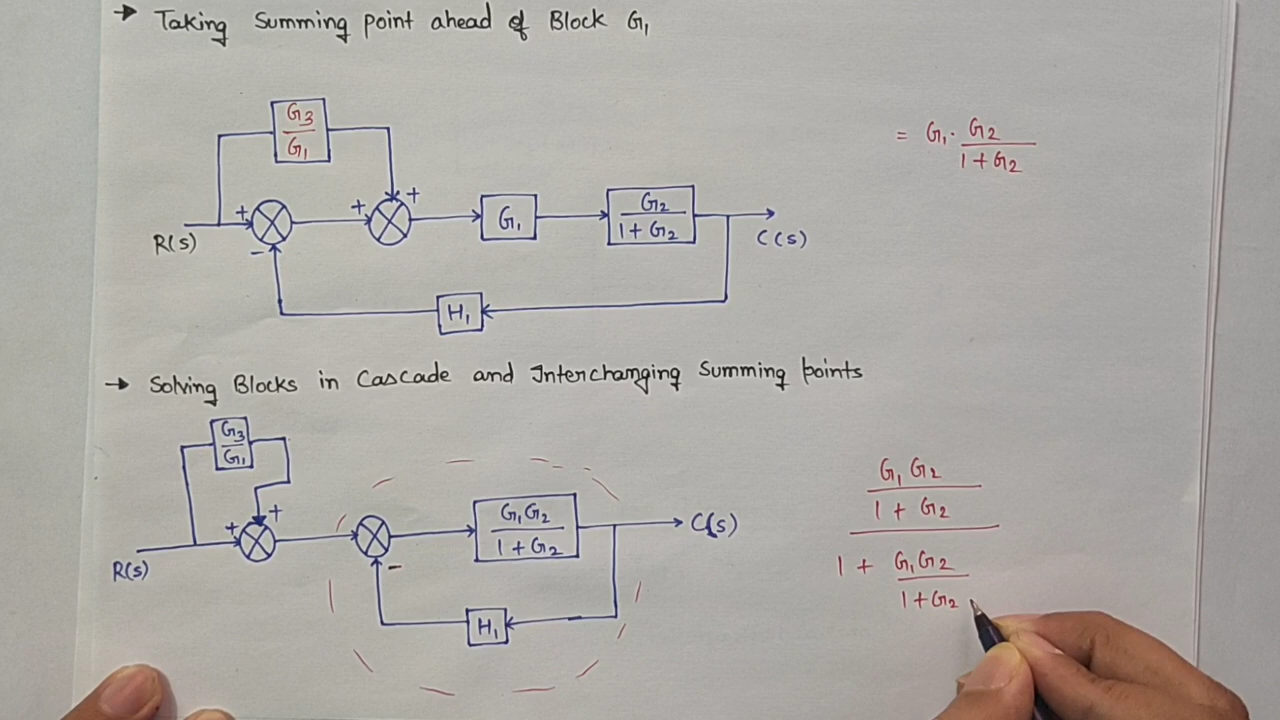 → Taking Summing point ahead of Block G₁
G₃
G₁
= G₁ · G₂
1 + G₂
+ + +
G₁
G₂
1 + G₂
R(s)
-
C(s)
H₁
→ Solving Blocks in Cascade and Interchanging Summing points
G₃
G₁
G₁ G₂
1 + G₂
+ +
G₁G₂
1 + G₂
C(s)
R(s)
-
1 + G₁G₂
1 + G₂
H₁